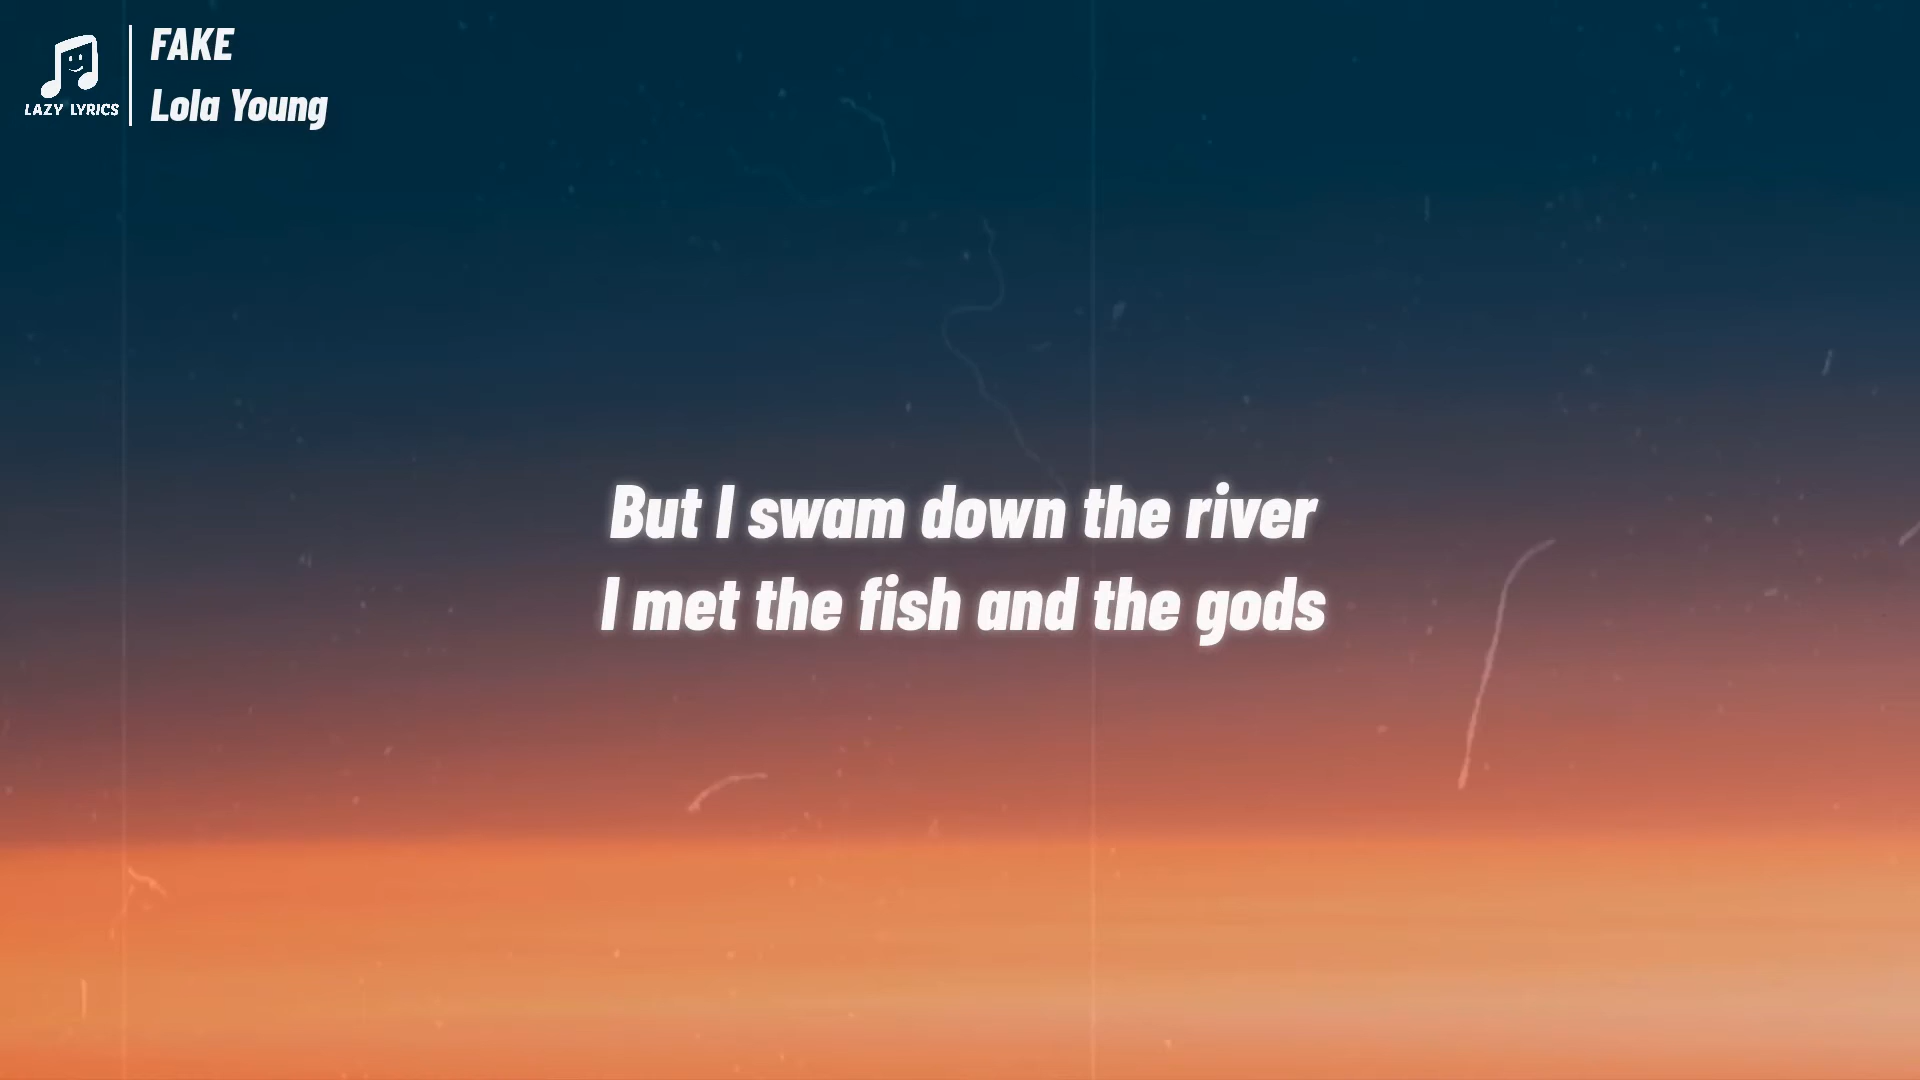 FAKE
Lola Young
LAZY LYRICS
But I swam down the river
I met the fish and the gods